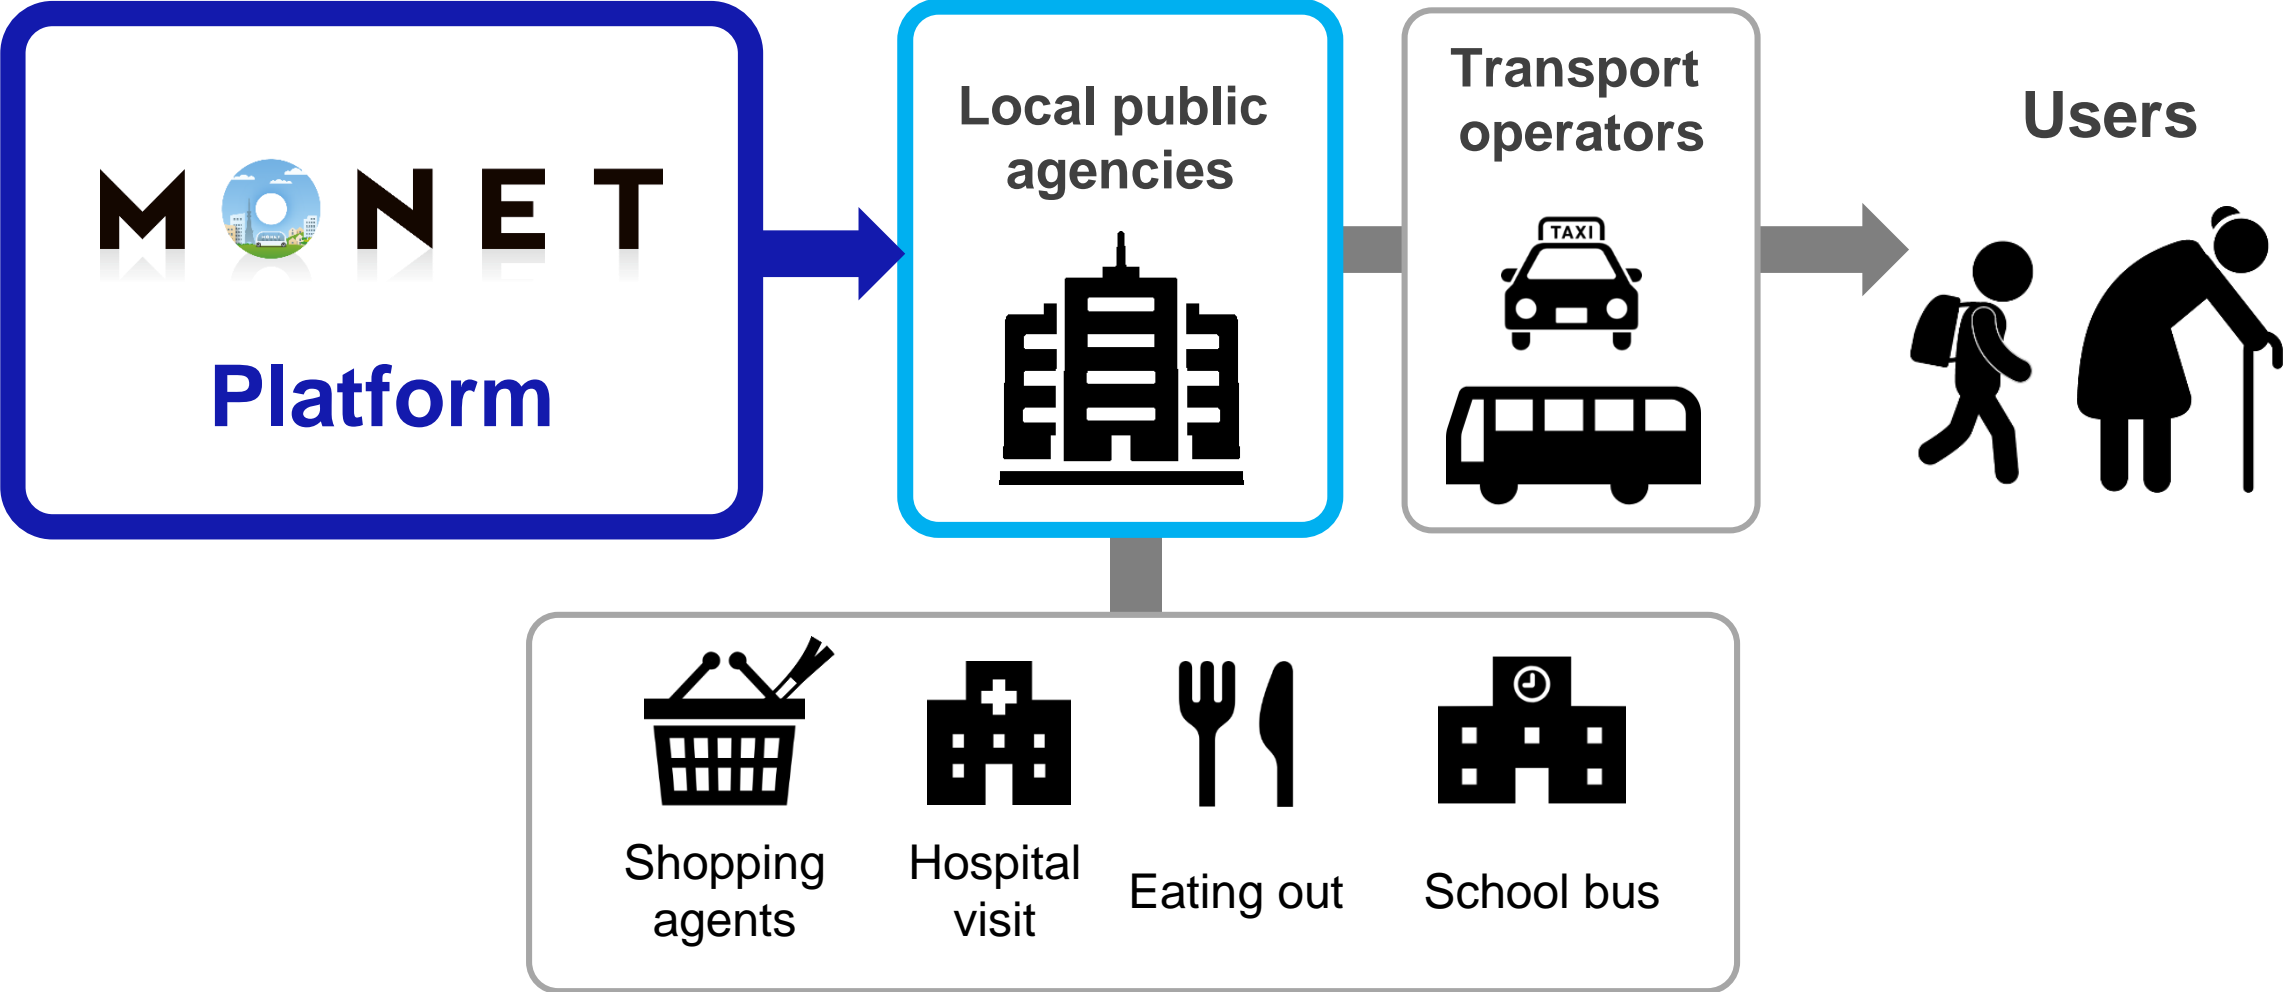 MONET
Platform
Local public
agencies
Transport
operators
TAXI
Users
Shopping
agents
Hospital
visit
Eating out
School bus